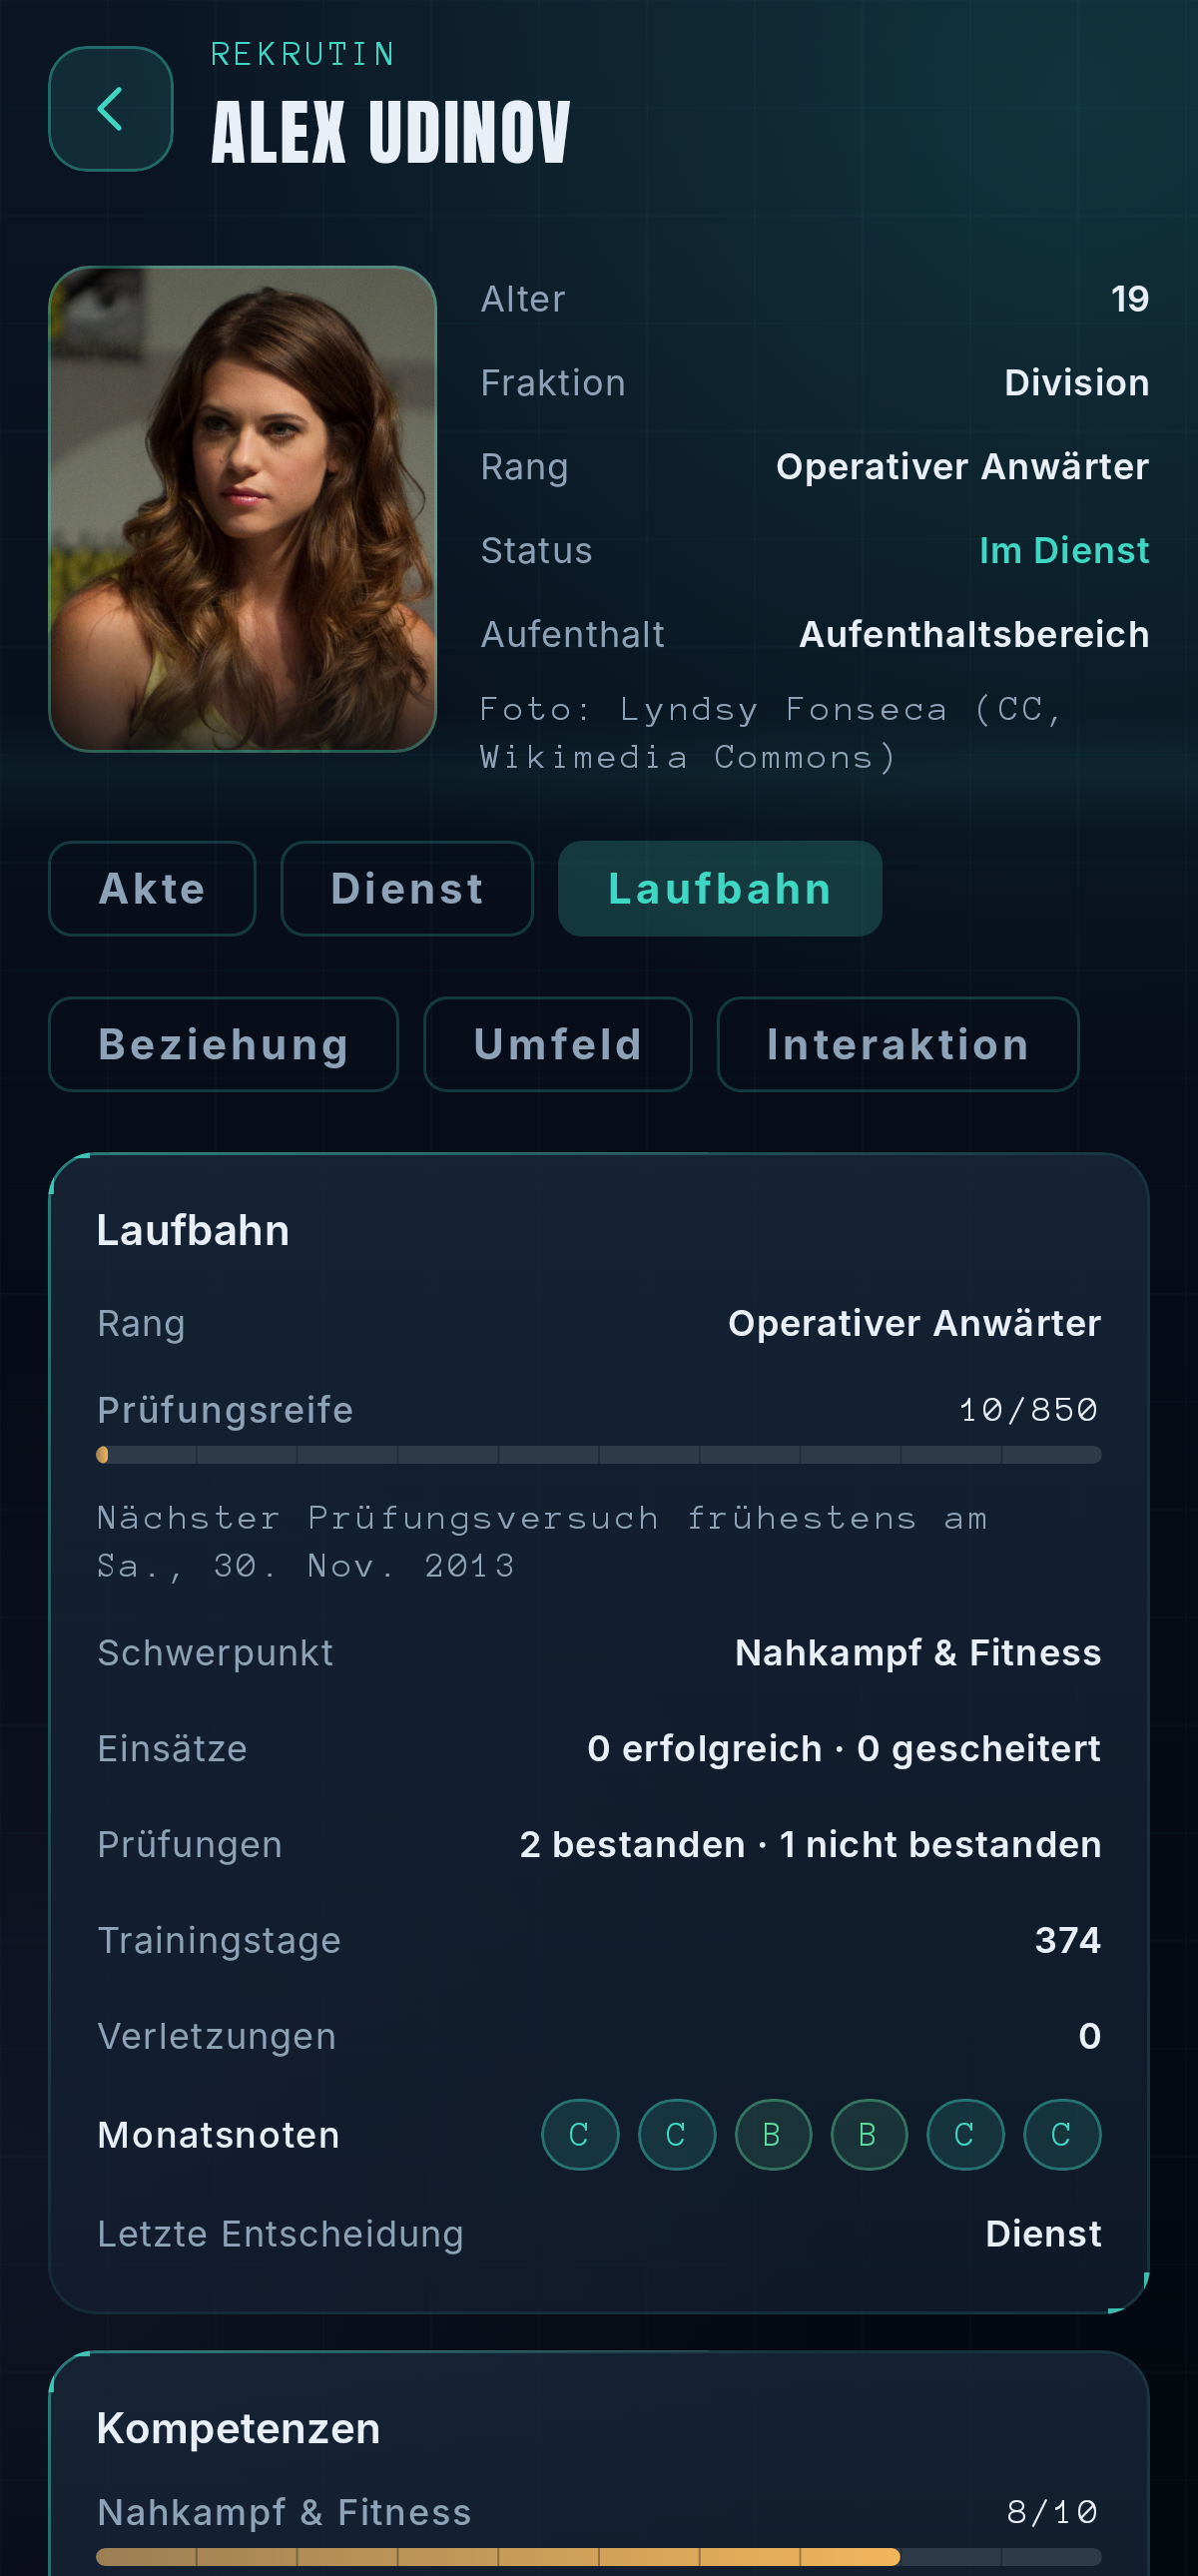 REKRUTIN
ALEX UDINOV
Alter 19
Fraktion Division
Rang Operativer Anwärter
Status Im Dienst
Aufenthalt Aufenthaltsbereich
Foto: Lyndsy Fonseca (CC,
Wikimedia Commons)
Akte Dienst Laufbahn
Beziehung Umfeld Interaktion
Laufbahn
Rang Operativer Anwärter
Prüfungsreife 10/850
Nächster Prüfungsversuch frühestens am
Sa., 30. Nov. 2013
Schwerpunkt Nahkampf & Fitness
Einsätze 0 erfolgreich · 0 gescheitert
Prüfungen 2 bestanden · 1 nicht bestanden
Trainingstage 374
Verletzungen 0
Monatsnoten C C B B C C
Letzte Entscheidung Dienst
Kompetenzen
Nahkampf & Fitness 8/10